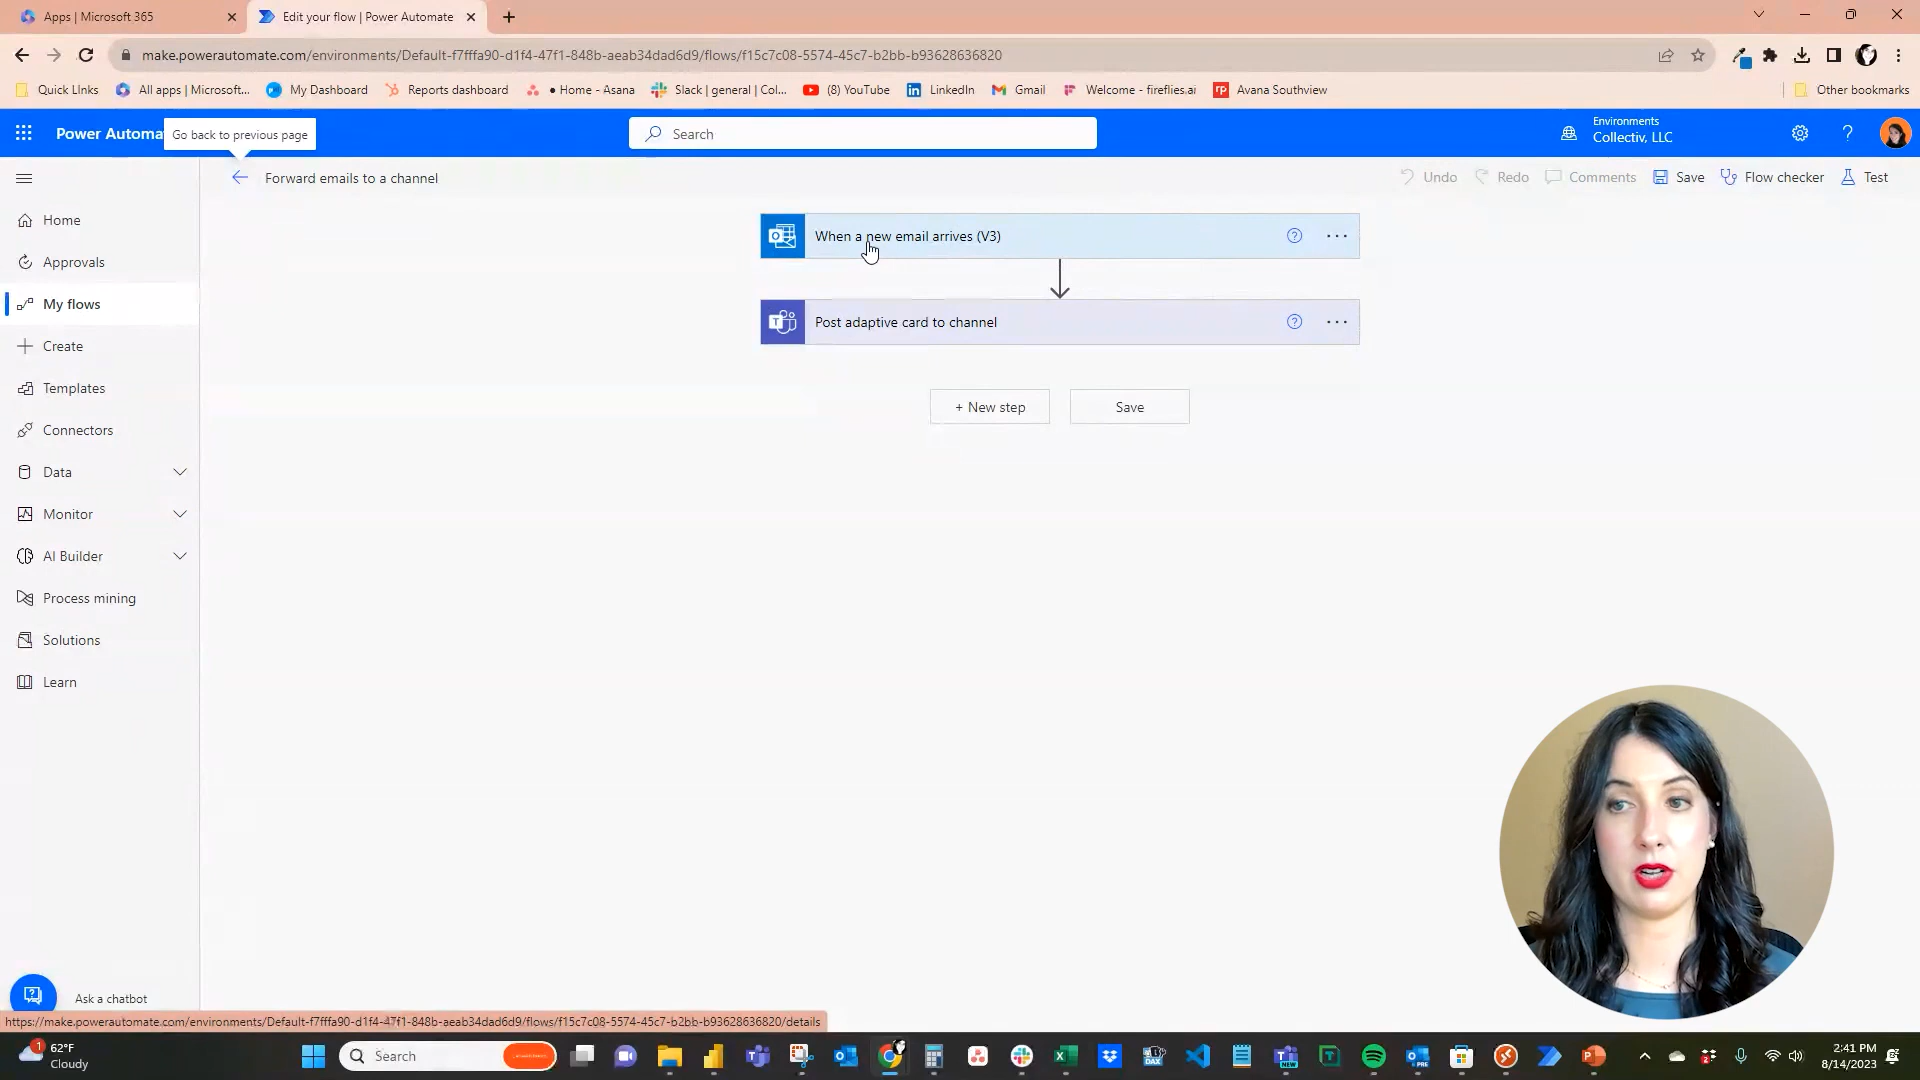 Apps | Microsoft 365
Edit your flow | Power Automate
make.powerautomate.com/environments/Default-f7fffa90-d1f4-47f1-848b-aeab34dad6d9/flows/f15c7c08-5574-45c7-b2bb-b93628636820
Quick LInks
All apps | Microsoft...
My Dashboard
Reports dashboard
• Home - Asana
Slack | general | Col...
(8) YouTube
LinkedIn
Gmail
Welcome - fireflies.ai
rp Avana Southview
Other bookmarks
Power Automa
Go back to previous page
Search
Environments
Collectiv, LLC
Forward emails to a channel
Undo
Redo
Comments
Save
Flow checker
Test
Home
Approvals
My flows
Create
Templates
Connectors
Data
Monitor
AI Builder
Process mining
Solutions
Learn
When a new email arrives (V3)
Post adaptive card to channel
+ New step
Save
Ask a chatbot
https://make.powerautomate.com/environments/Default-f7fffa90-d1f4-47f1-848b-aeab34dad6d9/flows/f15c7c08-5574-45c7-b2bb-b93628636820/details
1
62°F
Cloudy
Search
2:41 PM
8/14/2023